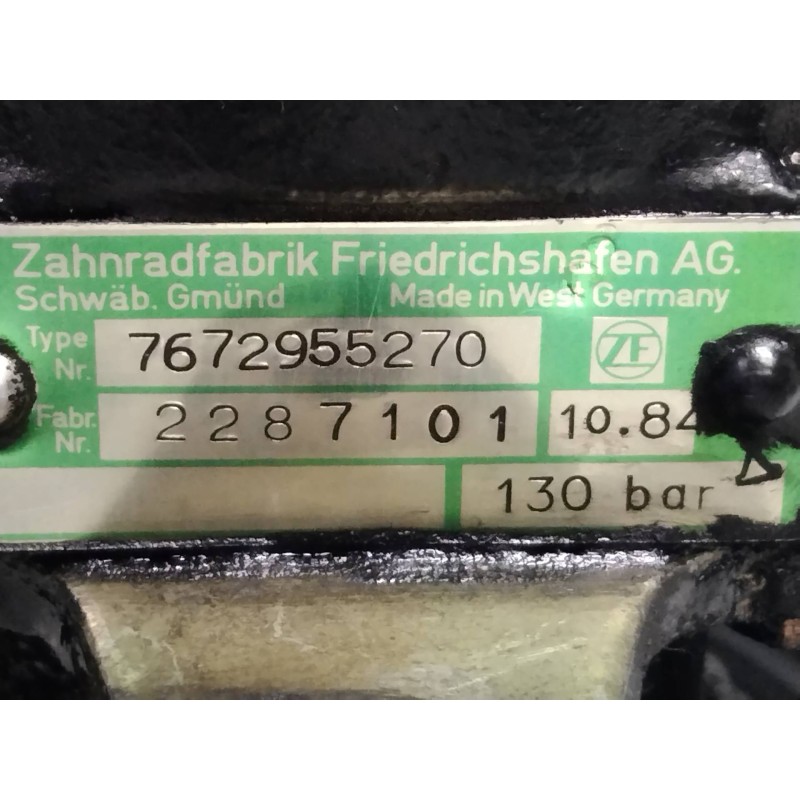 Zahnradfabrik Friedrichshafen AG.
Schwäb. Gmünd Made in West Germany
Type Nr. 7672955270 ZF
Fabr. Nr. 2287101 10.84
130 bar